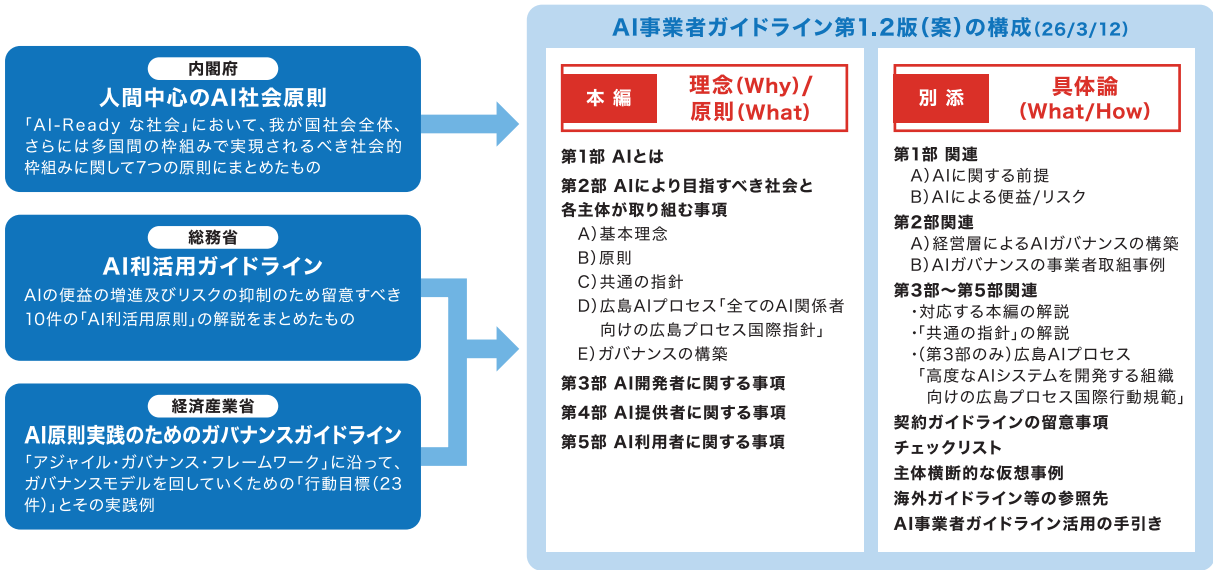 内閣府
人間中心のAI社会原則
「AI-Ready な社会」において、我が国社会全体、
さらには多国間の枠組みで実現されるべき社会的
枠組みに関して7つの原則にまとめたもの
総務省
AI利活用ガイドライン
AIの便益の増進及びリスクの抑制のため留意すべき
10件の「AI利活用原則」の解説をまとめたもの
経済産業省
AI原則実践のためのガバナンスガイドライン
「アジャイル・ガバナンス・フレームワーク」に沿って、
ガバナンスモデルを回していくための「行動目標(23
件)」とその実践例
AI事業者ガイドライン第1.2版(案)の構成(26/3/12)
本編
理念(Why)/
原則(What)
第1部 AIとは
第2部 AIにより目指すべき社会と
各主体が取り組む事項
A)基本理念
B)原則
C)共通の指針
D)広島AIプロセス「全てのAI関係者
向けの広島プロセス国際指針」
E)ガバナンスの構築
第3部 AI開発者に関する事項
第4部 AI提供者に関する事項
第5部 AI利用者に関する事項
別添
具体論
(What/How)
第1部 関連
A)AIに関する前提
B)AIによる便益/リスク
第2部関連
A)経営層によるAIガバナンスの構築
B)AIガバナンスの事業者取組事例
第3部〜第5部関連
・対応する本編の解説
・「共通の指針」の解説
・(第3部のみ)広島AIプロセス
「高度なAIシステムを開発する組織
向けの広島プロセス国際行動規範」
契約ガイドラインの留意事項
チェックリスト
主体横断的な仮想事例
海外ガイドライン等の参照先
AI事業者ガイドライン活用の手引き